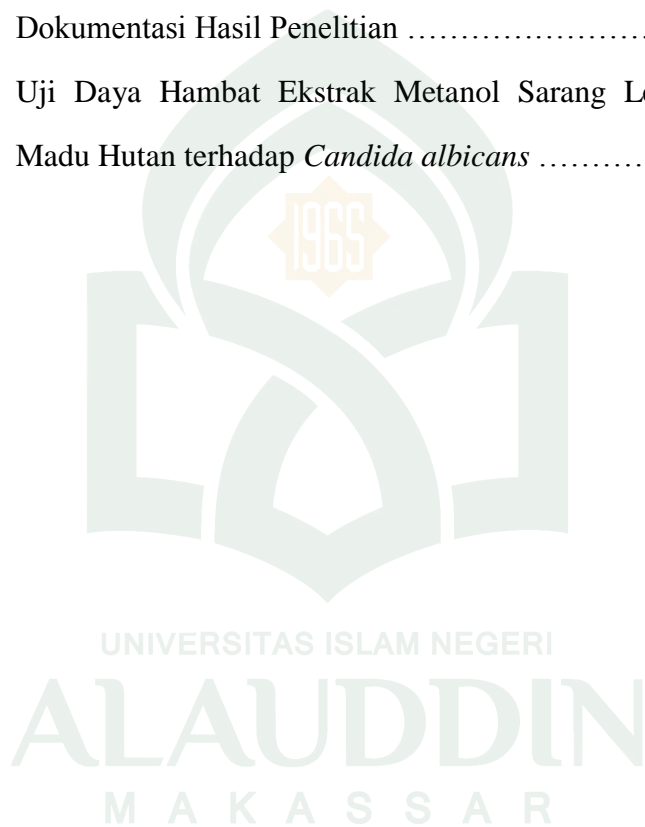 Dokumentasi Hasil Penelitian ……………………
Uji Daya Hambat Ekstrak Metanol Sarang
Madu Hutan terhadap Candida albicans ………
1965
UNIVERSITAS ISLAM NEGERI
ALAUDDIN
MAKASSAR